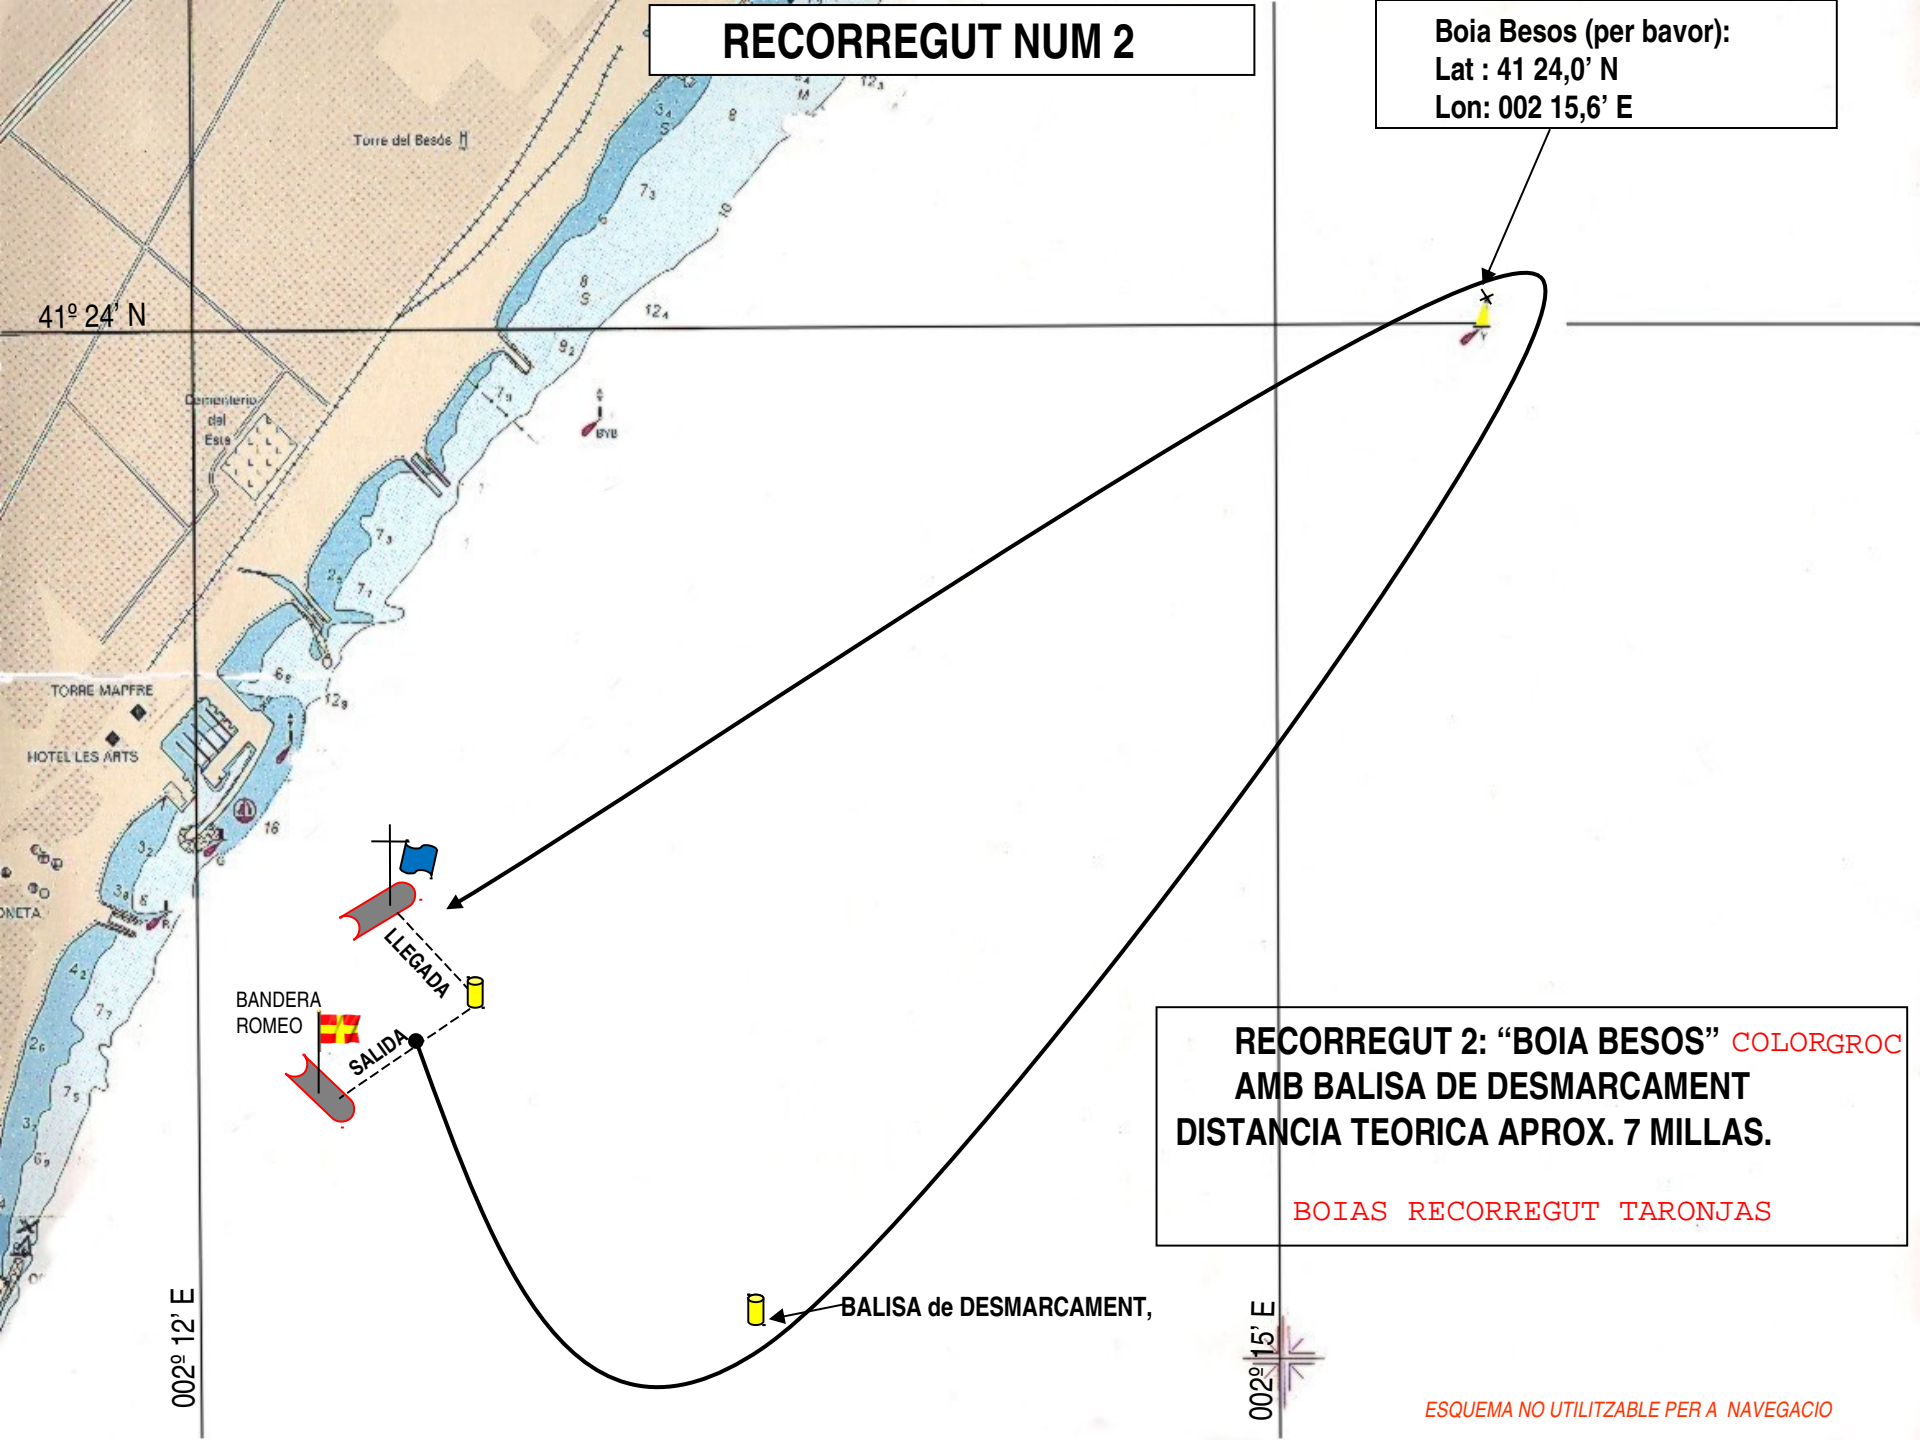 RECORREGUT NUM 2
Boia Besos (per bavor):
Lat : 41 24,0' N
Lon: 002 15,6' E
Torre del Besós
41º 24' N
Cementerio
del
Este
BYB
TORRE MAPFRE
HOTEL LES ARTS
ONETA
LLEGADA
BANDERA
ROMEO
SALIDA
RECORREGUT 2: “BOIA BESOS” COLORGROC
AMB BALISA DE DESMARCAMENT
DISTANCIA TEORICA APROX. 7 MILLAS.
BOIAS RECORREGUT TARONJAS
BALISA de DESMARCAMENT,
002º 12' E
002º 15' E
ESQUEMA NO UTILITZABLE PER A NAVEGACIO